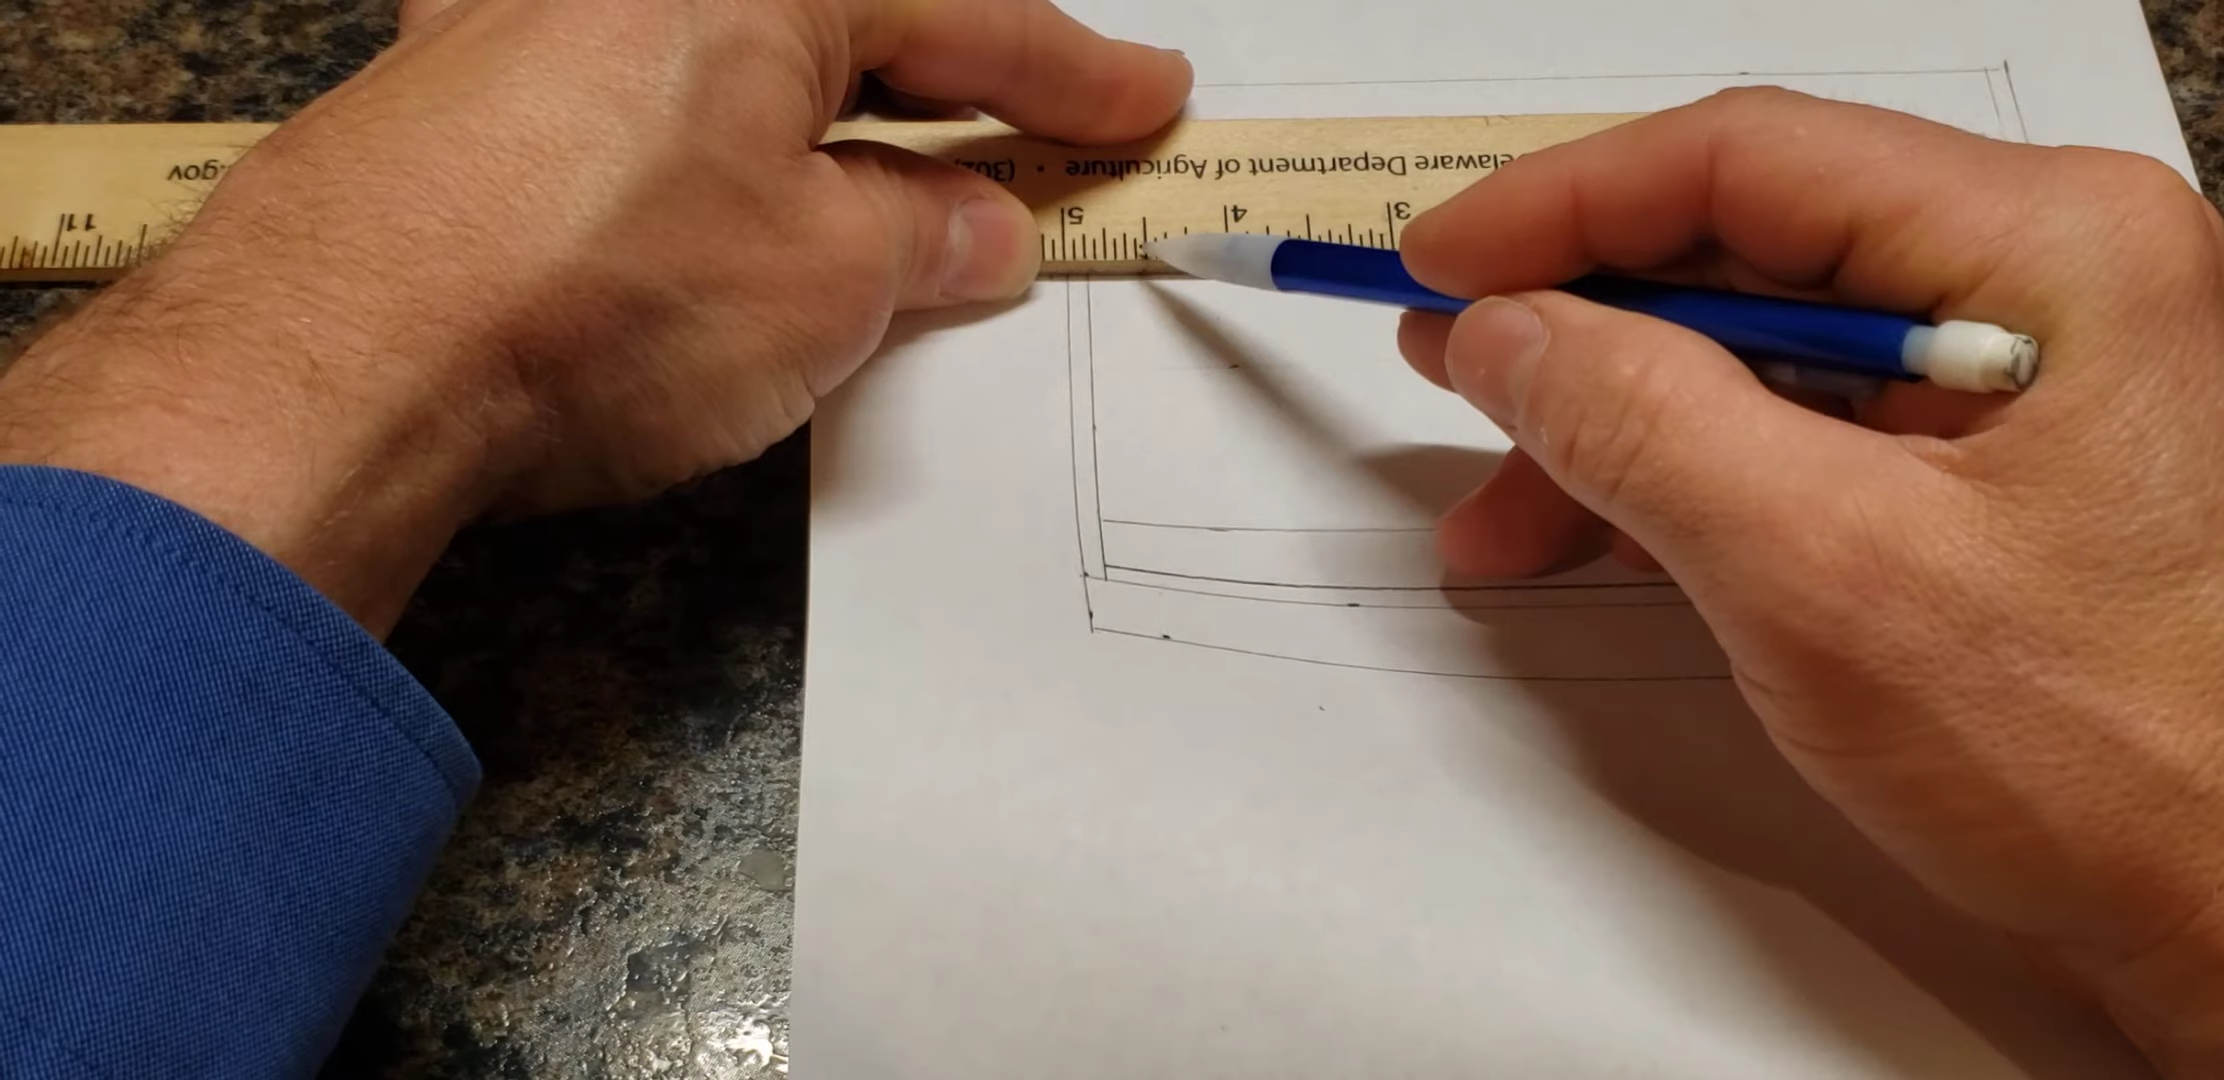 elaware Department of Agriculture • (302)
.gov
3 4 5 11